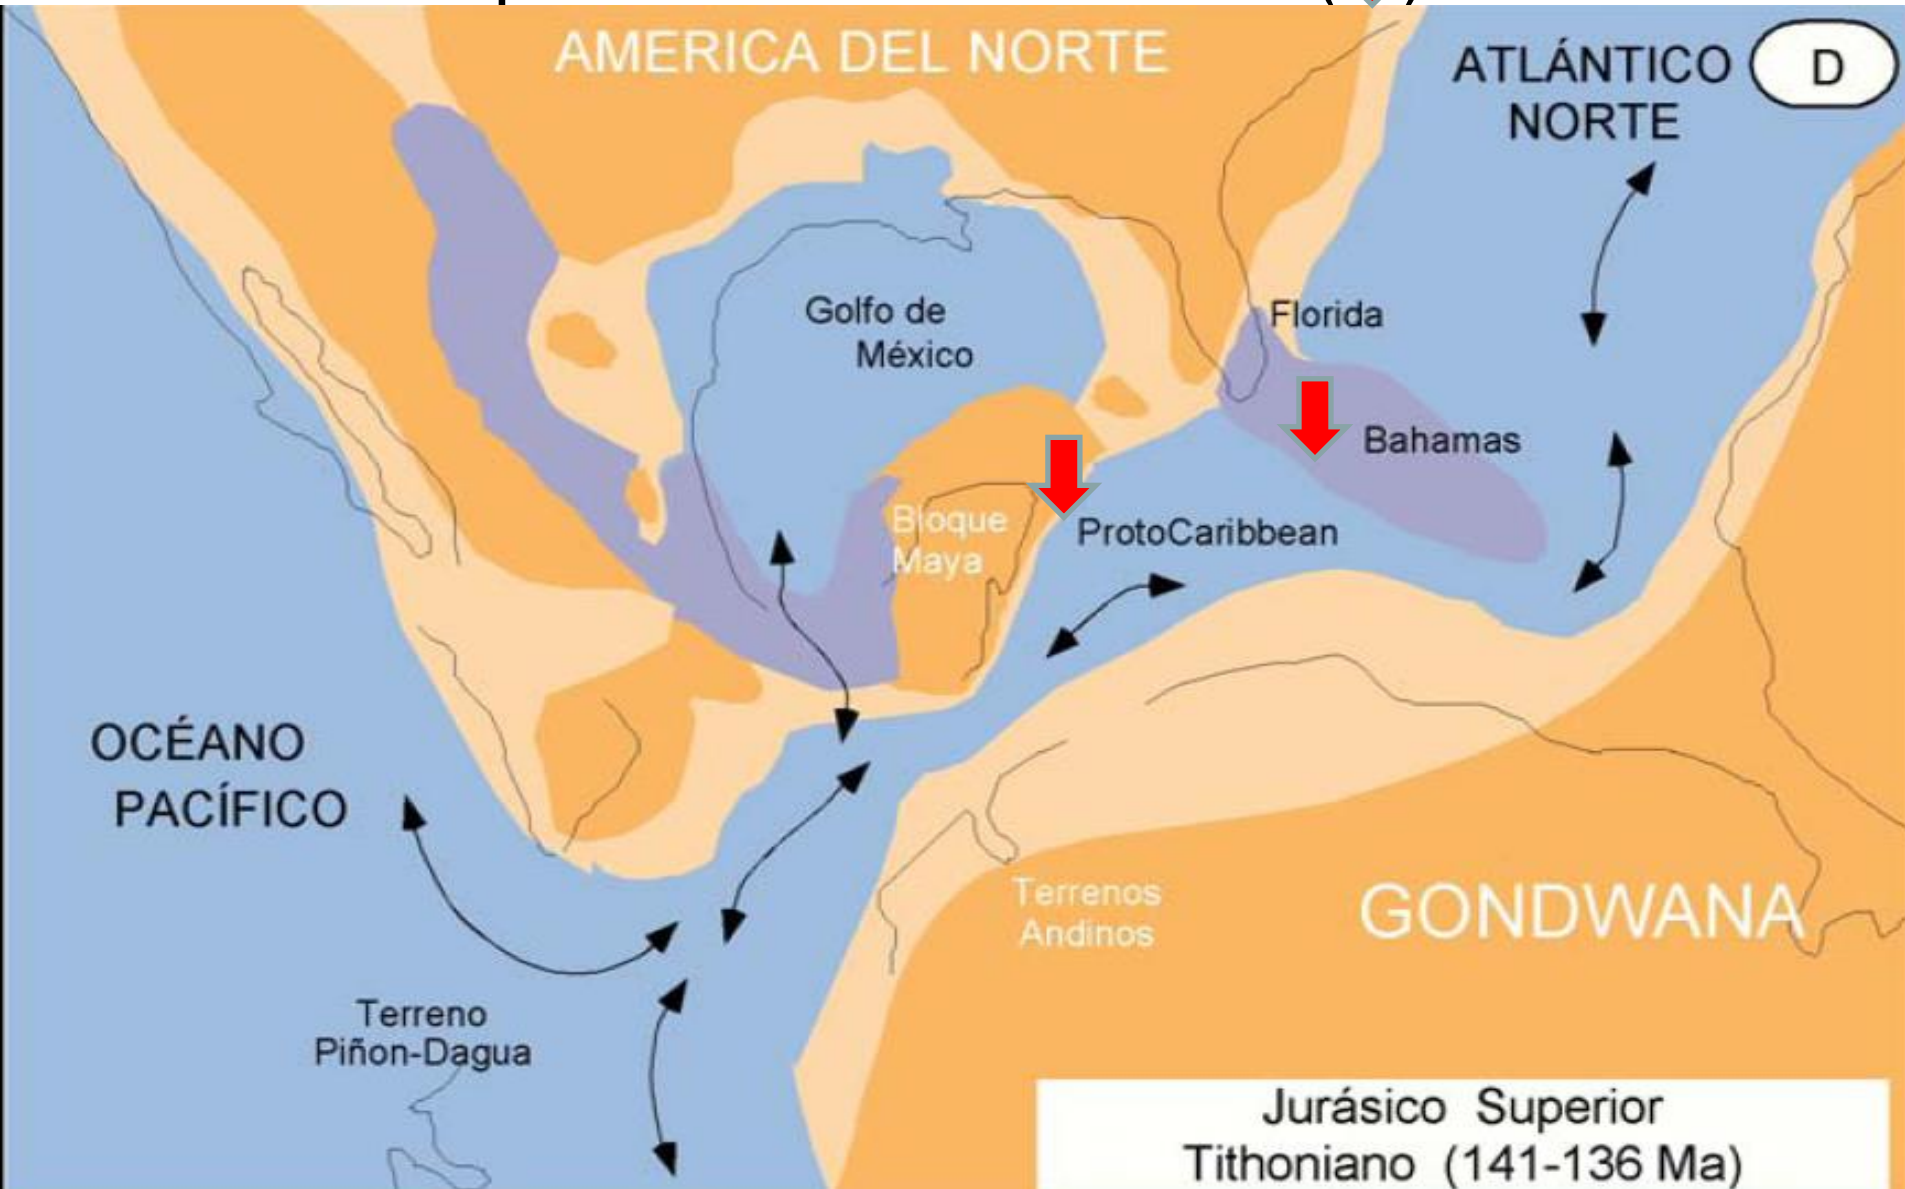 AMERICA DEL NORTE
ATLÁNTICO
NORTE
D
Golfo de
México
Florida
Bahamas
Bloque
Maya
ProtoCaribbean
OCÉANO
PACÍFICO
Terrenos
Andinos
GONDWANA
Terreno
Piñon-Dagua
Jurásico Superior
Tithoniano (141-136 Ma)